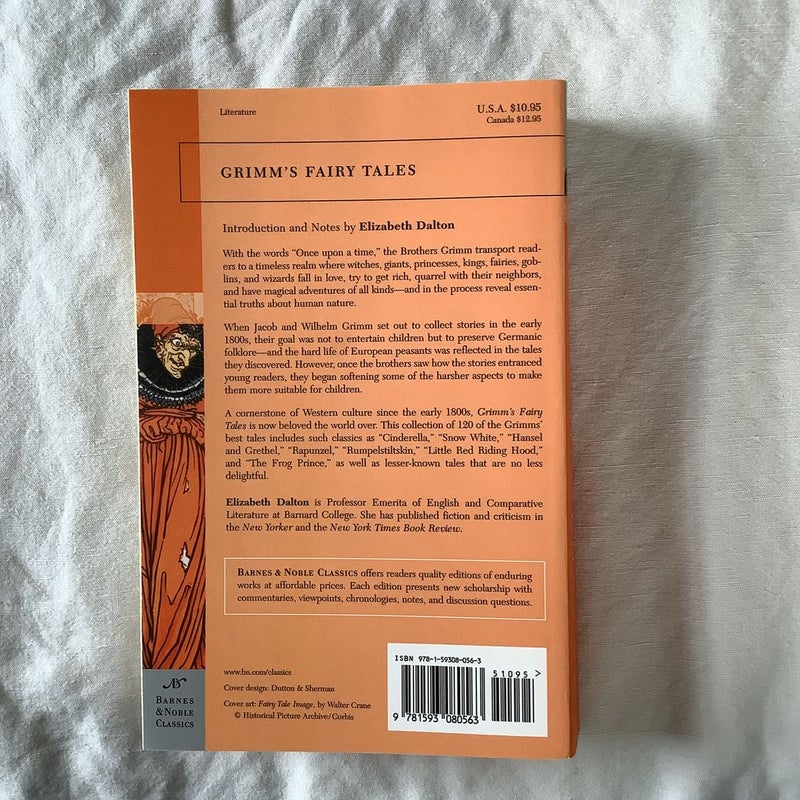 Literature
U.S.A. $10.95
Canada $12.95
GRIMM'S FAIRY TALES
Introduction and Notes by Elizabeth Dalton
With the words “Once upon a time,” the Brothers Grimm transport read-
ers to a timeless realm where witches, giants, princesses, kings, fairies, gob-
lins, and wizards fall in love, try to get rich, quarrel with their neighbors,
and have magical adventures of all kinds—and in the process reveal essen-
tial truths about human nature.
When Jacob and Wilhelm Grimm set out to collect stories in the early
1800s, their goal was not to entertain children but to preserve Germanic
folklore—and the hard life of European peasants was reflected in the tales
they discovered. However, once the brothers saw how the stories entranced
young readers, they began softening some of the harsher aspects to make
them more suitable for children.
A cornerstone of Western culture since the early 1800s, Grimm's Fairy
Tales is now beloved the world over. This collection of 120 of the Grimms'
best tales includes such classics as “Cinderella,” “Snow White,” “Hansel
and Grethel,” “Rapunzel,” “Rumpelstiltskin,” “Little Red Riding Hood,”
and “The Frog Prince,” as well as lesser-known tales that are no less
delightful.
Elizabeth Dalton is Professor Emerita of English and Comparative
Literature at Barnard College. She has published fiction and criticism in
the New Yorker and the New York Times Book Review.
BARNES & NOBLE CLASSICS offers readers quality editions of enduring
works at affordable prices. Each edition presents new scholarship with
commentaries, viewpoints, chronologies, notes, and discussion questions.
www.bn.com/classics
Cover design: Dutton & Sherman
Cover art: Fairy Tale Image, by Walter Crane
© Historical Picture Archive/Corbis
BARNES
& NOBLE
CLASSICS
ISBN 978-1-59308-056-3
51095 >
9 781593 080563